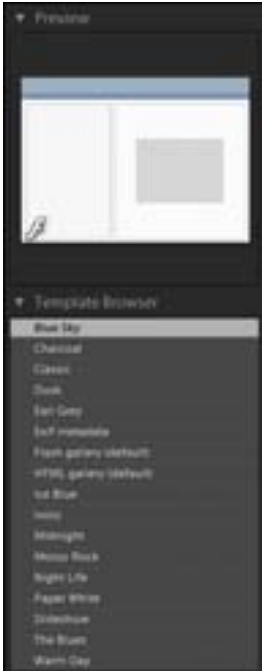 Preview
Template Browser
Blue Sky
Charcoal
Classic
Dusk
Earl Grey
Exif metadata
Flash gallery (default)
HTML gallery (default)
Ice Blue
Ivory
Midnight
Mossy Rock
Night Life
Paper White
Slideshow
The Blues
Warm Day